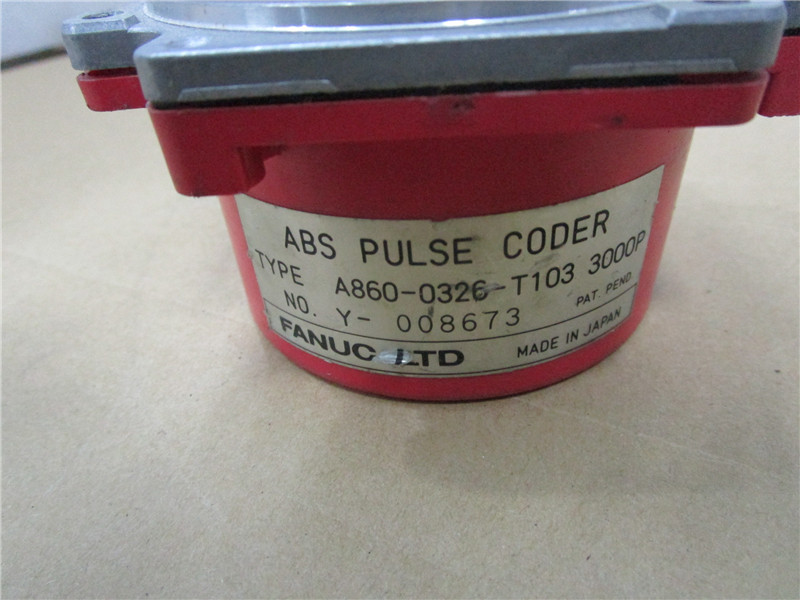 ABS PULSE CODER
TYPE A860-0326-T103 3000P
NO. Y- 008673 PAT. PEND.
FANUC LTD MADE IN JAPAN